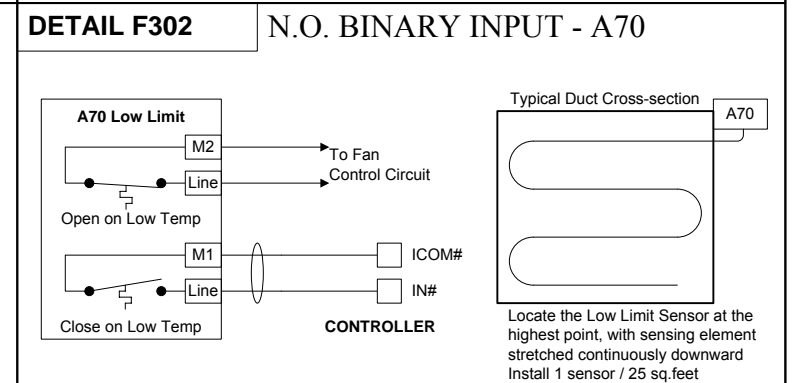 DETAIL F302
N.O. BINARY INPUT - A70
A70 Low Limit
M2
Line
Open on Low Temp
To Fan
Control Circuit
M1
Line
Close on Low Temp
ICOM#
IN#
CONTROLLER
Typical Duct Cross-section
A70
Locate the Low Limit Sensor at the
highest point, with sensing element
stretched continuously downward
Install 1 sensor / 25 sq.feet